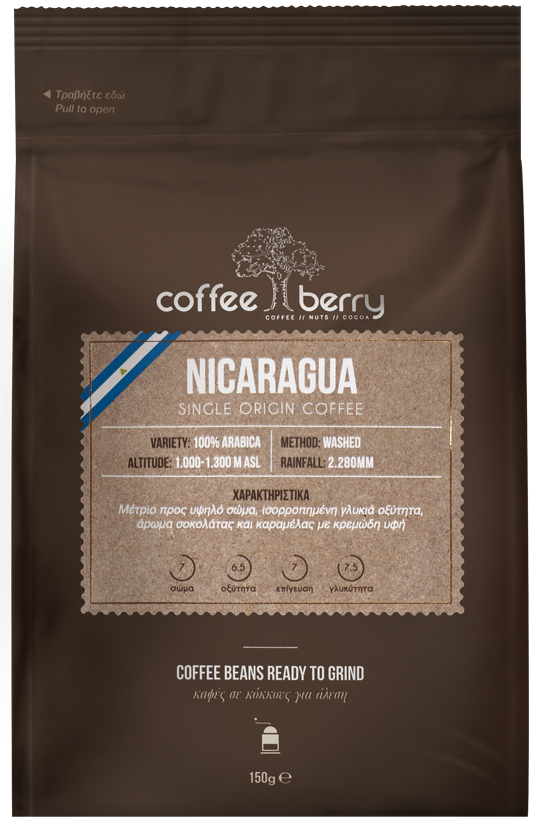 ◄ Τραβήξτε εδώ
Pull to open
coffee berry
COFFEE // NUTS // COCOA
NICARAGUA
SINGLE ORIGIN COFFEE
VARIETY: 100% ARABICA METHOD: WASHED
ALTITUDE: 1.000-1.300 M ASL RAINFALL: 2.280MM
ΧΑΡΑΚΤΗΡΙΣΤΙΚΑ
Μέτριο προς υψηλό σώμα, ισορροπημένη γλυκιά οξύτητα,
άρωμα σοκολάτας και καραμέλας με κρεμώδη υφή
7 6.5 7 7.5
σώμα οξύτητα επίγευση γλυκύτητα
COFFEE BEANS READY TO GRIND
καφές σε κόκκους για άλεση
150g ℮